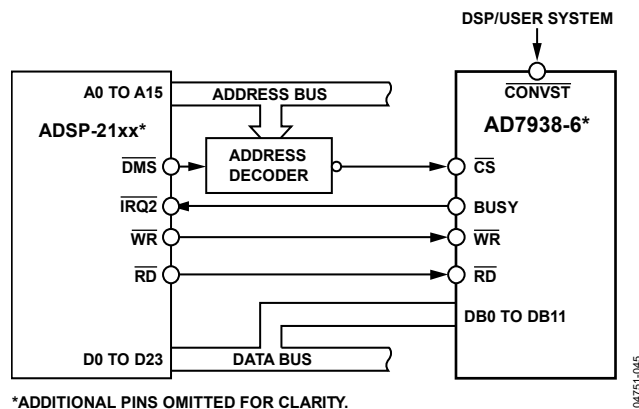 DSP/USER SYSTEM
A0 TO A15
ADDRESS BUS
CONVST
ADSP-21xx*
AD7938-6*
DMS
ADDRESS
DECODER
CS
IRQ2
BUSY
WR
WR
RD
RD
DB0 TO DB11
D0 TO D23
DATA BUS
*ADDITIONAL PINS OMITTED FOR CLARITY.
04751-045